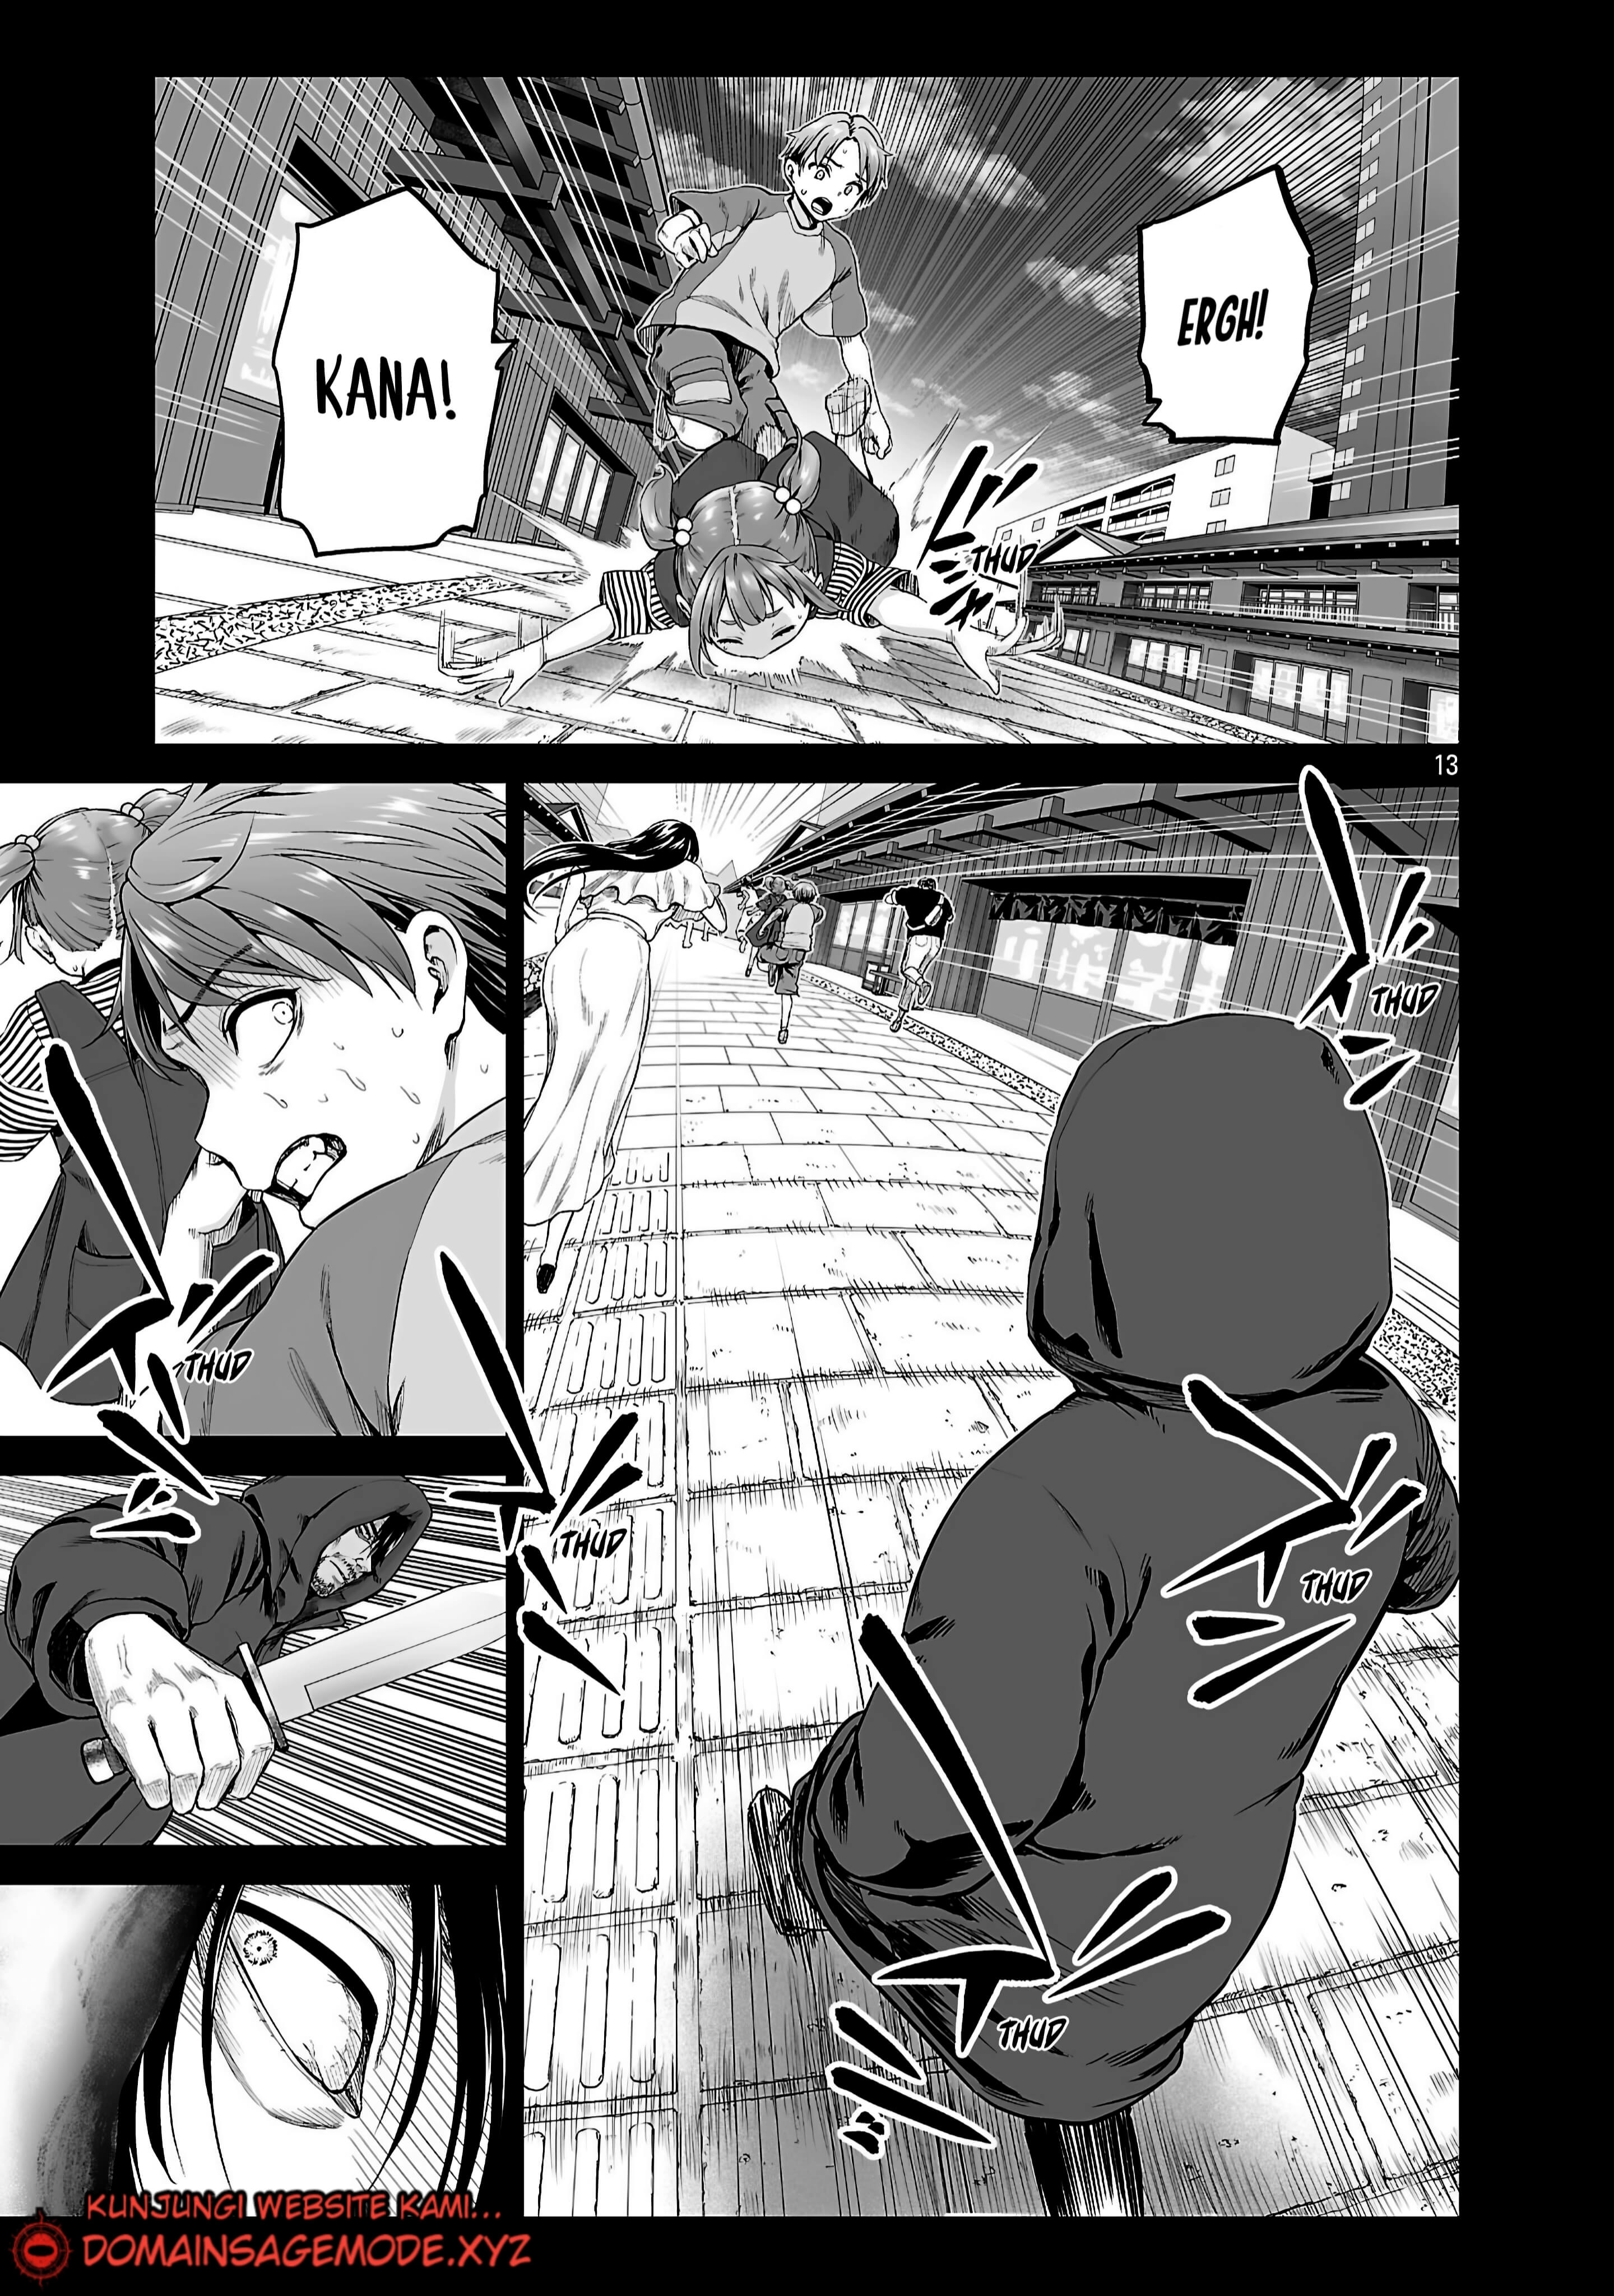 ERGH!
KANA!
THUD
13
THUD
THUD
THUD
THUD
THUD
KUNJUNGI WEBSITE KAMI...
DOMAINSAGEMODE.XYZ